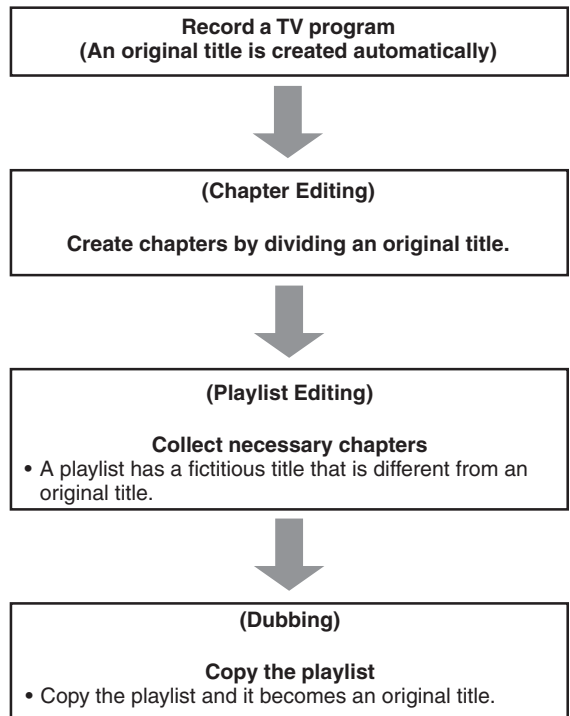 Record a TV program
(An original title is created automatically)
(Chapter Editing)
Create chapters by dividing an original title.
(Playlist Editing)
Collect necessary chapters
• A playlist has a fictitious title that is different from an
original title.
(Dubbing)
Copy the playlist
• Copy the playlist and it becomes an original title.